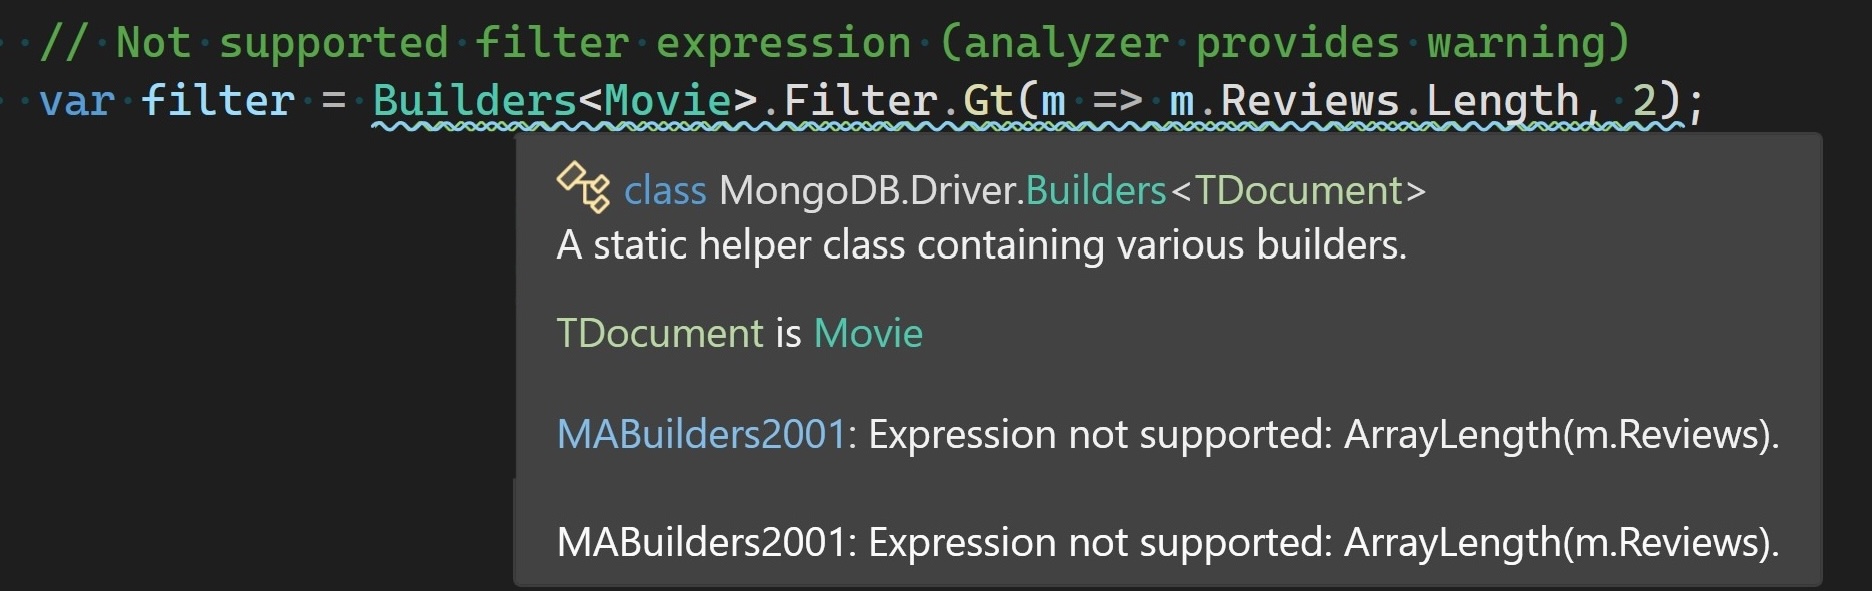 // Not supported filter expression (analyzer provides warning)
var filter = Builders<Movie>.Filter.Gt(m => m.Reviews.Length, 2);
class MongoDB.Driver.Builders<TDocument>
A static helper class containing various builders.
TDocument is Movie
MABuilders2001: Expression not supported: ArrayLength(m.Reviews).
MABuilders2001: Expression not supported: ArrayLength(m.Reviews).